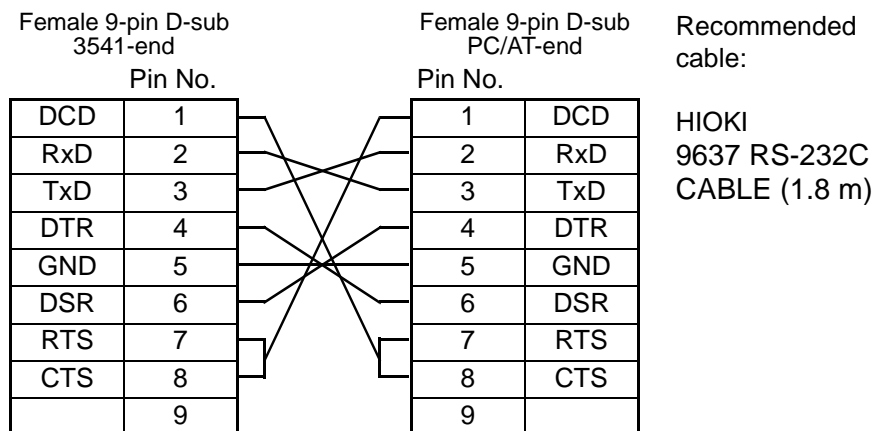 Female 9-pin D-sub
3541-end
Pin No.
DCD 1
RxD 2
TxD 3
DTR 4
GND 5
DSR 6
RTS 7
CTS 8
9
Female 9-pin D-sub
PC/AT-end
Pin No.
1 DCD
2 RxD
3 TxD
4 DTR
5 GND
6 DSR
7 RTS
8 CTS
9
Recommended
cable:
HIOKI
9637 RS-232C
CABLE (1.8 m)